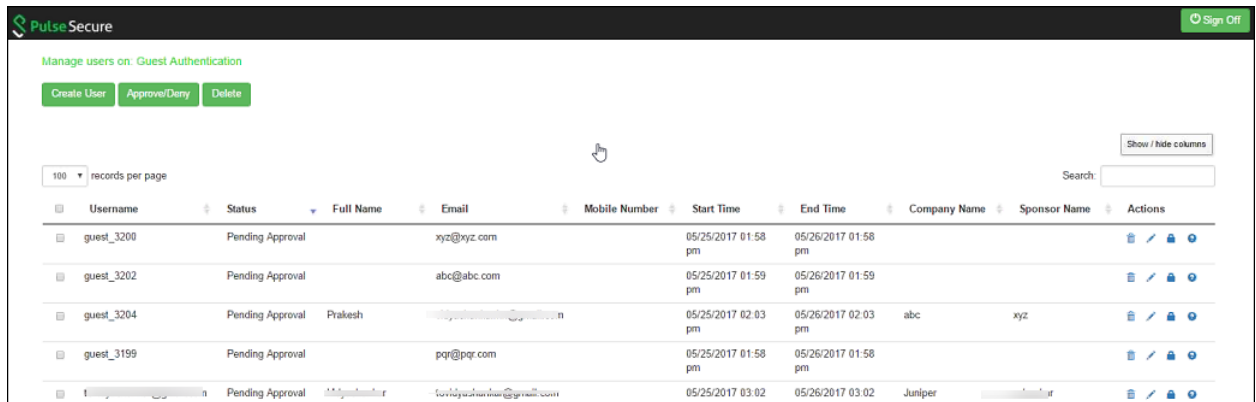 Pulse Secure
Sign Off
Manage users on: Guest Authentication
Create User Approve/Deny Delete
Show / hide columns
100 records per page Search:
Username Status Full Name Email Mobile Number Start Time End Time Company Name Sponsor Name Actions
guest_3200 Pending Approval xyz@xyz.com 05/25/2017 01:58 05/26/2017 01:58
pm pm
guest_3202 Pending Approval abc@abc.com 05/25/2017 01:59 05/26/2017 01:59
pm pm
guest_3204 Pending Approval Prakesh 05/25/2017 02:03 05/26/2017 02:03 abc xyz
pm pm
guest_3199 Pending Approval pqr@pqr.com 05/25/2017 01:58 05/26/2017 01:58
pm pm
Pending Approval 05/25/2017 03:02 05/26/2017 03:02 Juniper